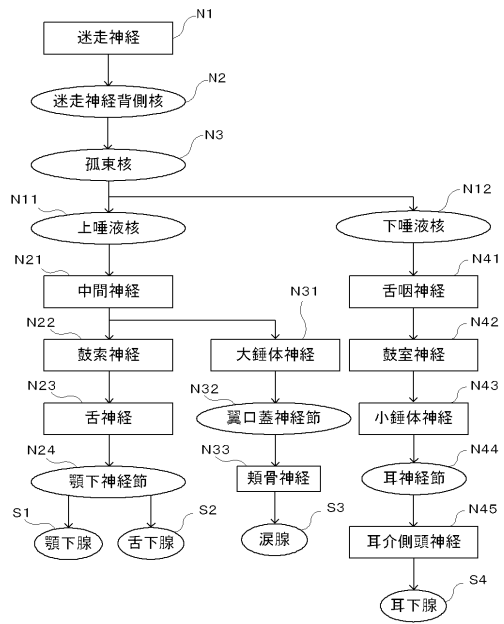 N1
迷走神経
N2
迷走神経背側核
N3
孤束核
N11
上唾液核
N12
下唾液核
N21
中間神経
N41
舌咽神経
N22
鼓索神経
N31
大錘体神経
N42
鼓室神経
N23
舌神経
N32
翼口蓋神経節
N43
小錘体神経
N24
顎下神経節
N33
頬骨神経
N44
耳神経節
S1
顎下腺
S2
舌下腺
S3
涙腺
N45
耳介側頭神経
S4
耳下腺